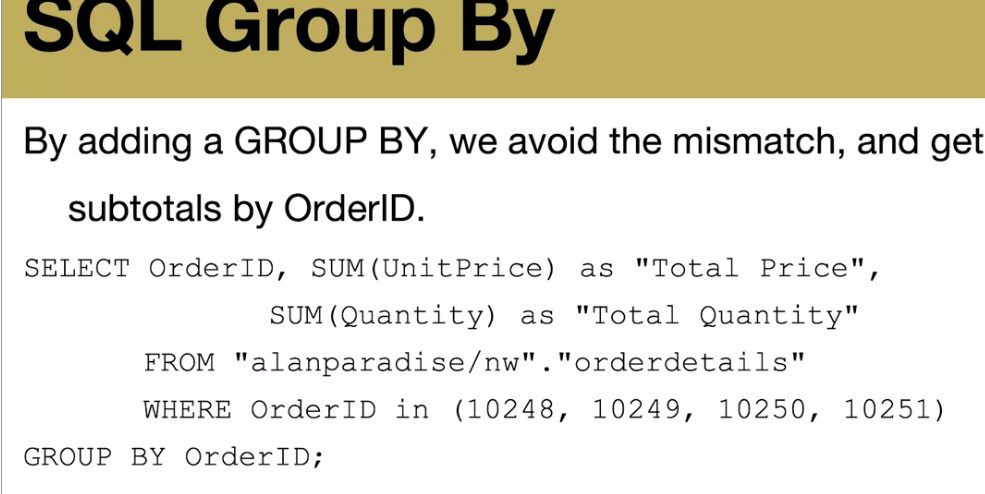 SQL Group By
By adding a GROUP BY, we avoid the mismatch, and get
subtotals by OrderID.
SELECT OrderID, SUM(UnitPrice) as "Total Price",
SUM(Quantity) as "Total Quantity"
FROM "alanparadise/nw"."orderdetails"
WHERE OrderID in (10248, 10249, 10250, 10251)
GROUP BY OrderID;